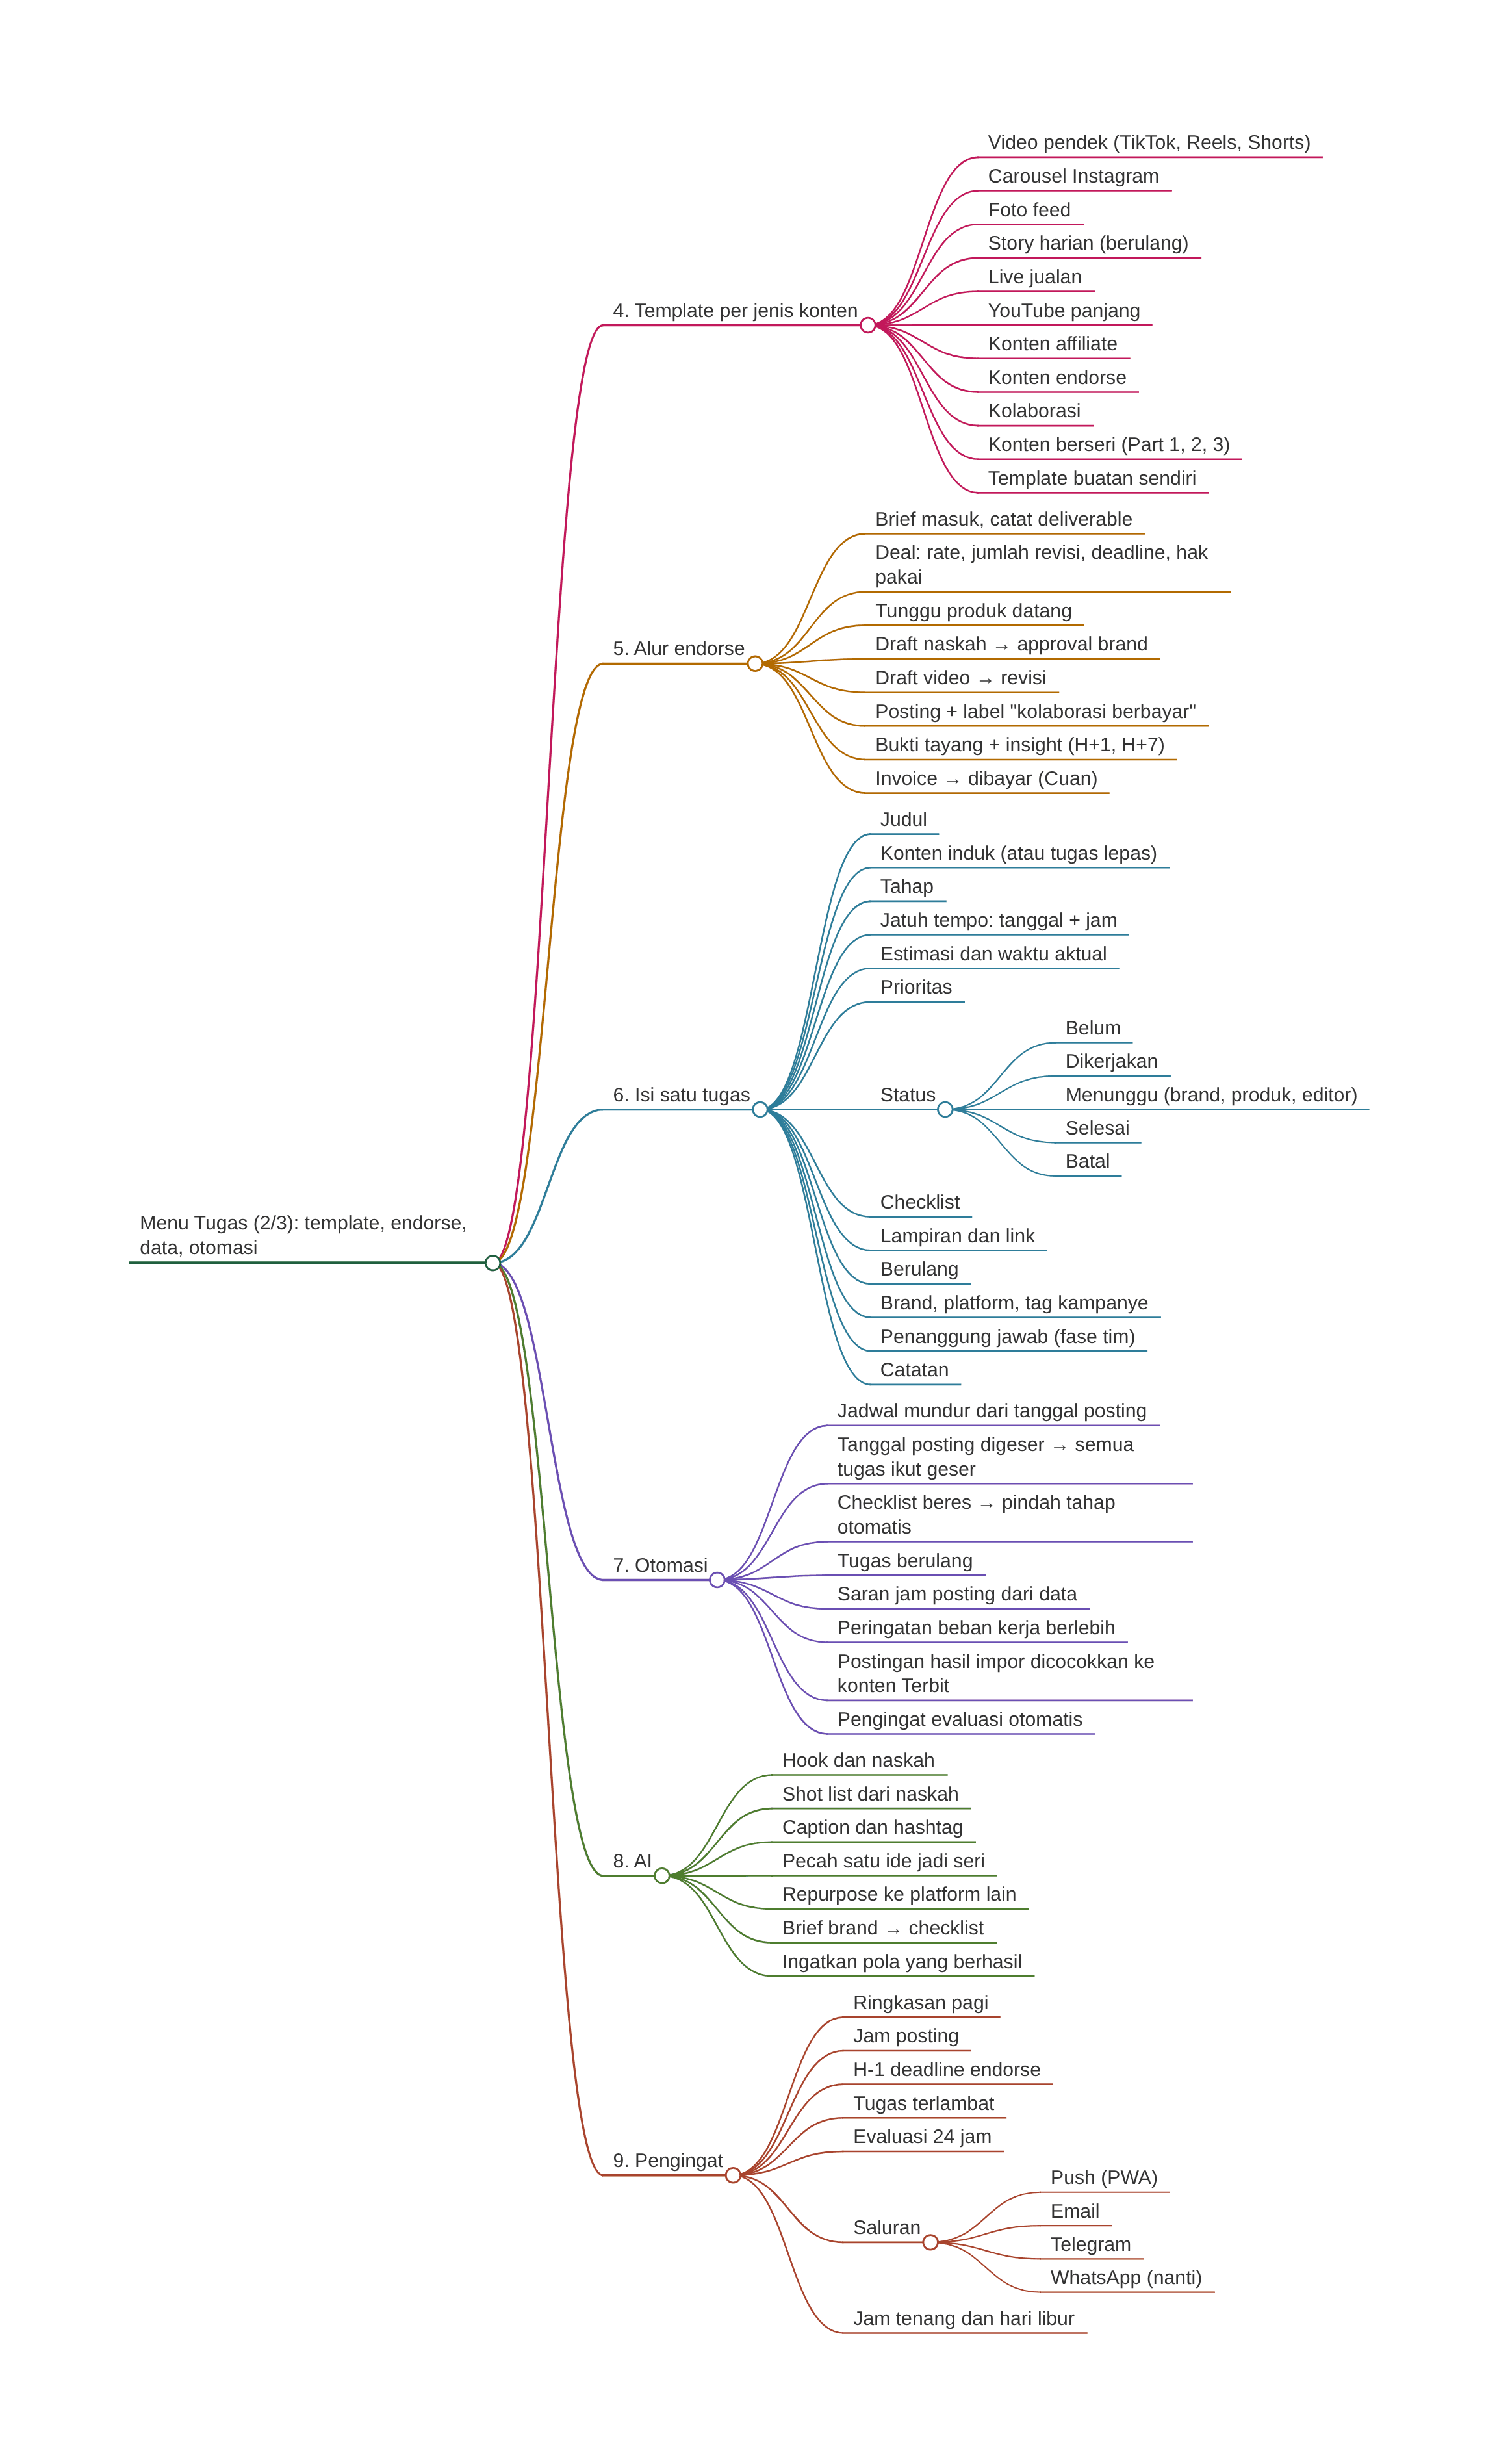 Menu Tugas (2/3): template, endorse,
data, otomasi
4. Template per jenis konten
Video pendek (TikTok, Reels, Shorts)
Carousel Instagram
Foto feed
Story harian (berulang)
Live jualan
YouTube panjang
Konten affiliate
Konten endorse
Kolaborasi
Konten berseri (Part 1, 2, 3)
Template buatan sendiri
5. Alur endorse
Brief masuk, catat deliverable
Deal: rate, jumlah revisi, deadline, hak
pakai
Tunggu produk datang
Draft naskah → approval brand
Draft video → revisi
Posting + label "kolaborasi berbayar"
Bukti tayang + insight (H+1, H+7)
Invoice → dibayar (Cuan)
6. Isi satu tugas
Judul
Konten induk (atau tugas lepas)
Tahap
Jatuh tempo: tanggal + jam
Estimasi dan waktu aktual
Prioritas
Status
Belum
Dikerjakan
Menunggu (brand, produk, editor)
Selesai
Batal
Checklist
Lampiran dan link
Berulang
Brand, platform, tag kampanye
Penanggung jawab (fase tim)
Catatan
7. Otomasi
Jadwal mundur dari tanggal posting
Tanggal posting digeser → semua
tugas ikut geser
Checklist beres → pindah tahap
otomatis
Tugas berulang
Saran jam posting dari data
Peringatan beban kerja berlebih
Postingan hasil impor dicocokkan ke
konten Terbit
Pengingat evaluasi otomatis
8. AI
Hook dan naskah
Shot list dari naskah
Caption dan hashtag
Pecah satu ide jadi seri
Repurpose ke platform lain
Brief brand → checklist
Ingatkan pola yang berhasil
9. Pengingat
Ringkasan pagi
Jam posting
H-1 deadline endorse
Tugas terlambat
Evaluasi 24 jam
Saluran
Push (PWA)
Email
Telegram
WhatsApp (nanti)
Jam tenang dan hari libur